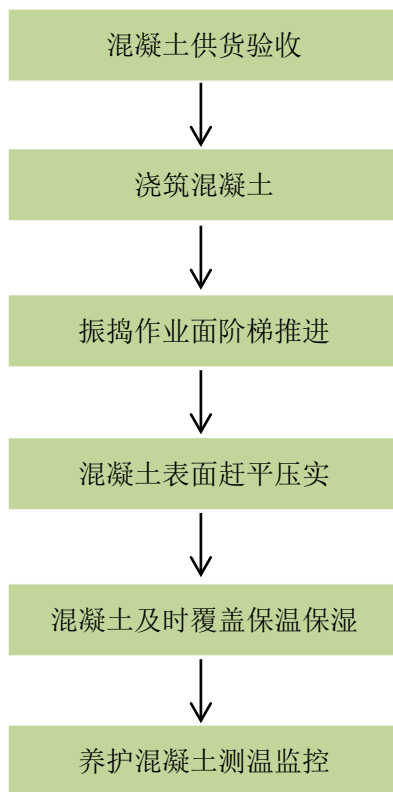 混凝土供货验收
浇筑混凝土
振捣作业面阶梯推进
混凝土表面赶平压实
混凝土及时覆盖保温保湿
养护混凝土测温监控